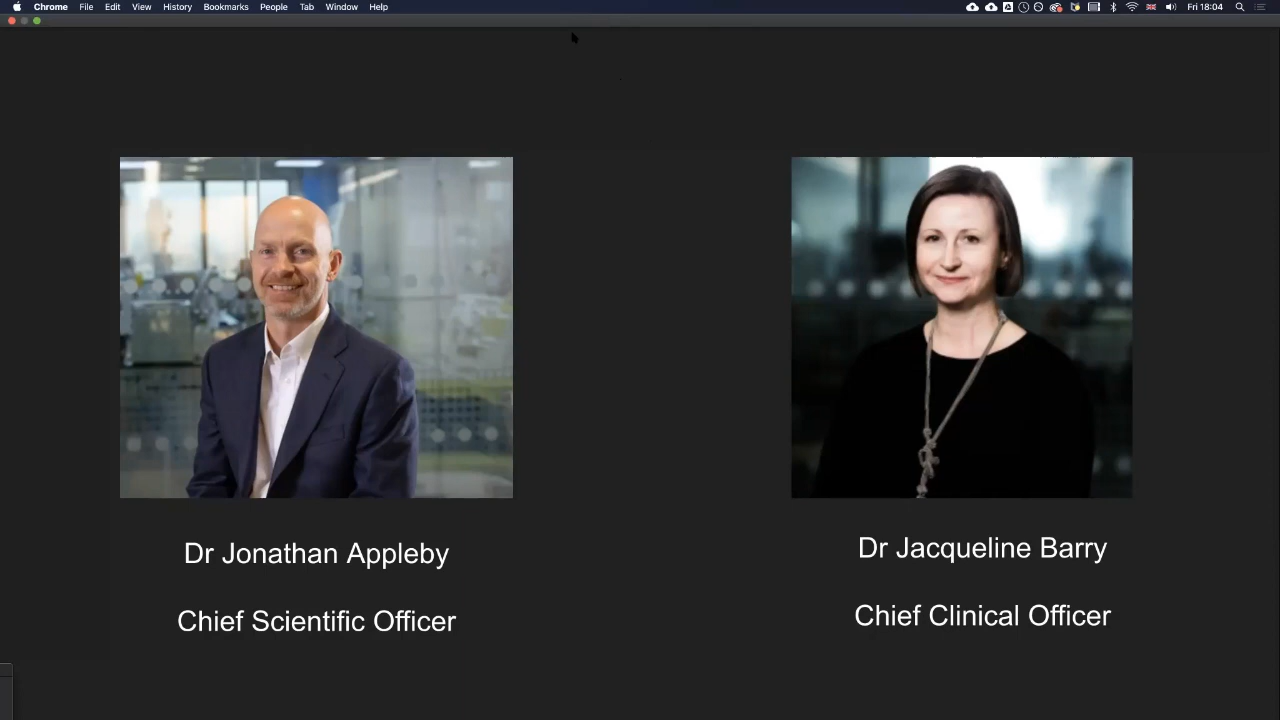 Chrome File Edit View History Bookmarks People Tab Window Help Fri 18:04
Dr Jonathan Appleby
Chief Scientific Officer
Dr Jacqueline Barry
Chief Clinical Officer